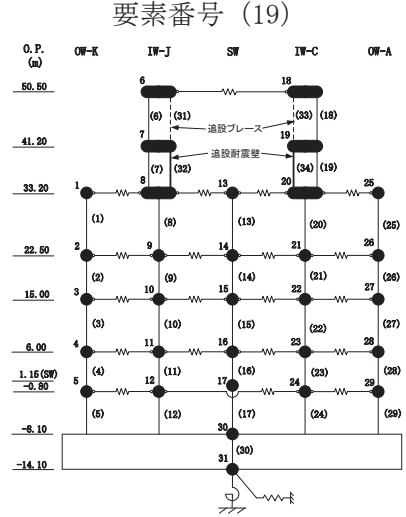 要素番号（19）
O.P. OW-K IW-J SW IW-C OW-A
(m)
6 18
50.50
(6) (31) (33) (18)
追設ブレース
7 19
41.20
追設耐震壁
(7) (32) (34) (19)
8 20
33.20 1 13 25
(1) (8) (13) (20) (25)
22.50 2 9 14 21 26
(2) (9) (14) (21) (26)
15.00 3 10 15 22 27
(3) (10) (15) (22) (27)
6.00 4 11 16 23 28
(4) (11) (16) (23) (28)
1.15(SW) 17
-0.80 5 12 24 29
(5) (12) (17) (24) (29)
-8.10 30
(30)
-14.10 31